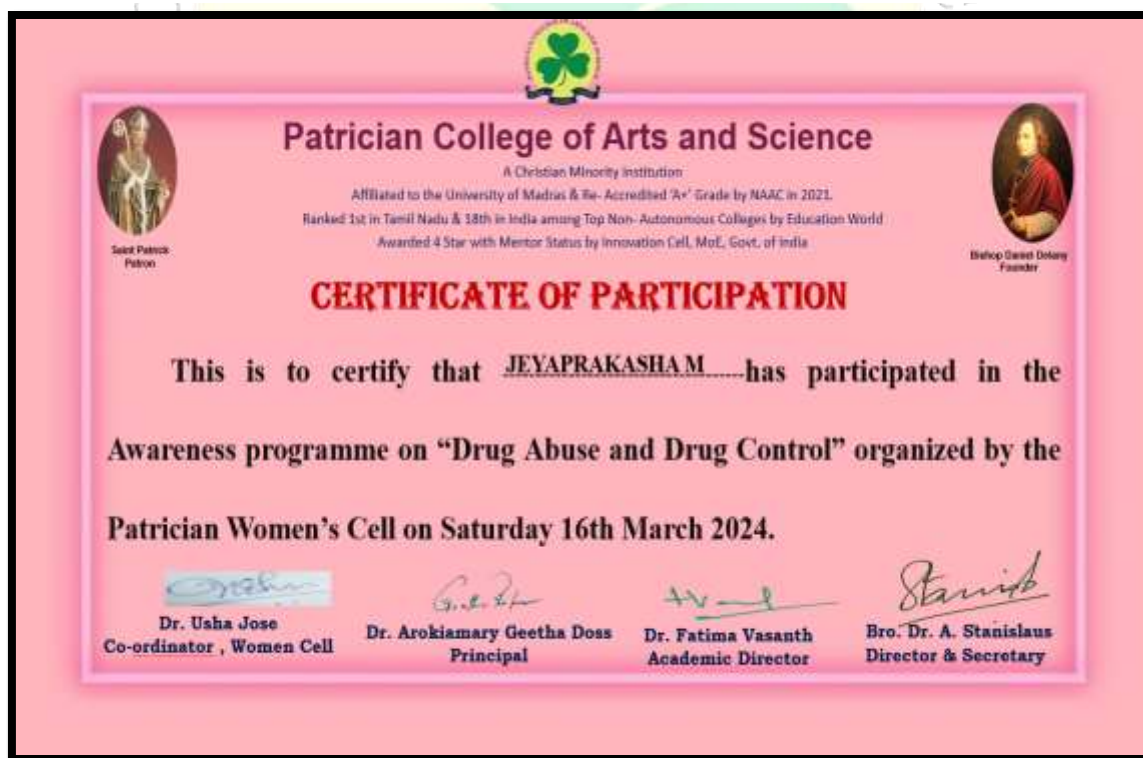 Patrician College of Arts and Science
A Christian Minority Institution
Affiliated to the University of Madras & Re- Accredited 'A+' Grade by NAAC in 2021.
Ranked 1st in Tamil Nadu & 18th in India among Top Non- Autonomous Colleges by Education World
Awarded 4 Star with Mentor Status by Innovation Cell, MoE, Govt. of India
Saint Patrick
Patron
Bishop Daniel Delany
Founder
CERTIFICATE OF PARTICIPATION
This is to certify that JEYAPRAKASHA M has participated in the
Awareness programme on “Drug Abuse and Drug Control” organized by the
Patrician Women’s Cell on Saturday 16th March 2024.
Dr. Usha Jose
Co-ordinator , Women Cell
Dr. Arokiamary Geetha Doss
Principal
Dr. Fatima Vasanth
Academic Director
Bro. Dr. A. Stanislaus
Director & Secretary